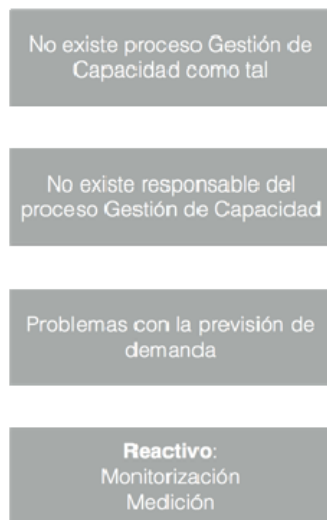 No existe proceso Gestión de
Capacidad como tal
No existe responsable del
proceso Gestión de Capacidad
Problemas con la previsión de
demanda
Reactivo:
Monitorización
Medición